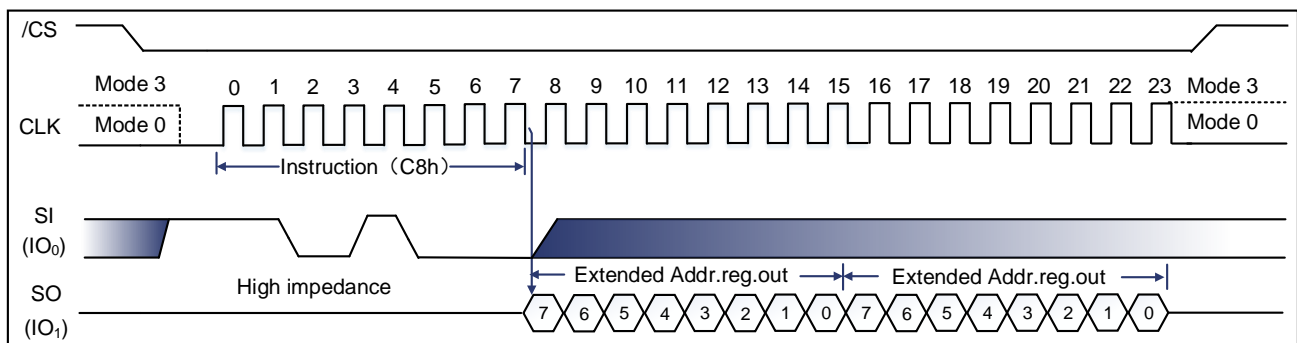 /CS
Mode 3 0 1 2 3 4 5 6 7 8 9 10 11 12 13 14 15 16 17 18 19 20 21 22 23 Mode 3
CLK Mode 0 Mode 0
Instruction（C8h）
SI
(IO₀)
Extended Addr.reg.out Extended Addr.reg.out
High impedance
SO
(IO₁) 7 6 5 4 3 2 1 0 7 6 5 4 3 2 1 0